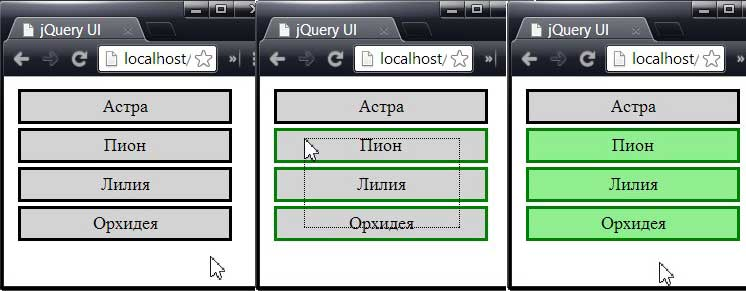 jQuery UI
localhost/
Астра
Пион
Лилия
Орхидея
jQuery UI
localhost/
Астра
Пион
Лилия
Орхидея
jQuery UI
localhost/
Астра
Пион
Лилия
Орхидея